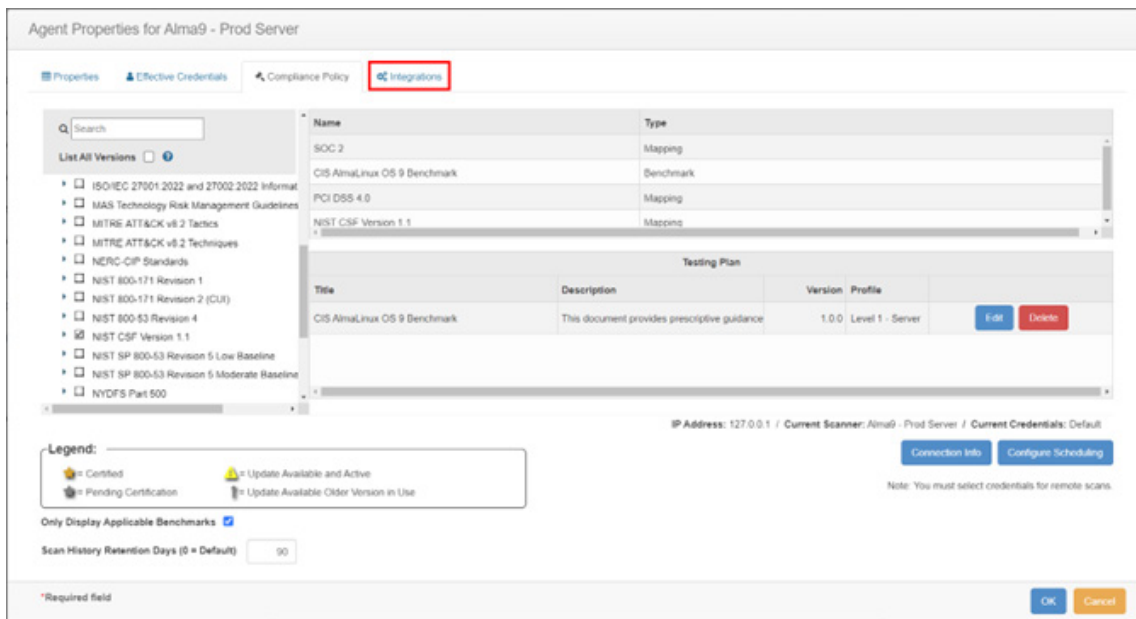 Agent Properties for Alma9 - Prod Server
Properties Effective Credentials Compliance Policy Integrations
Search
List All Versions
ISO/IEC 27001:2022 and 27002:2022 Informat
MAS Technology Risk Management Guidelines
MITRE ATT&CK v8.2 Tactics
MITRE ATT&CK v8.2 Techniques
NERC-CIP Standards
NIST 800-171 Revision 1
NIST 800-171 Revision 2 (CUI)
NIST 800-53 Revision 4
NIST CSF Version 1.1
NIST SP 800-53 Revision 5 Low Baseline
NIST SP 800-53 Revision 5 Moderate Baseline
NYDFS Part 500
Name Type
SOC 2 Mapping
CIS AlmaLinux OS 9 Benchmark Benchmark
PCI DSS 4.0 Mapping
NIST CSF Version 1.1 Mapping
Testing Plan
Title Description Version Profile
CIS AlmaLinux OS 9 Benchmark This document provides prescriptive guidance 1.0.0 Level 1 - Server Edit Delete
IP Address: 127.0.0.1 / Current Scanner: Alma9 - Prod Server / Current Credentials: Default
Connection Info Configure Scheduling
Note: You must select credentials for remote scans.
Legend:
= Certified = Update Available and Active
= Pending Certification = Update Available Older Version in Use
Only Display Applicable Benchmarks
Scan History Retention Days (0 = Default) 90
*Required field
OK Cancel